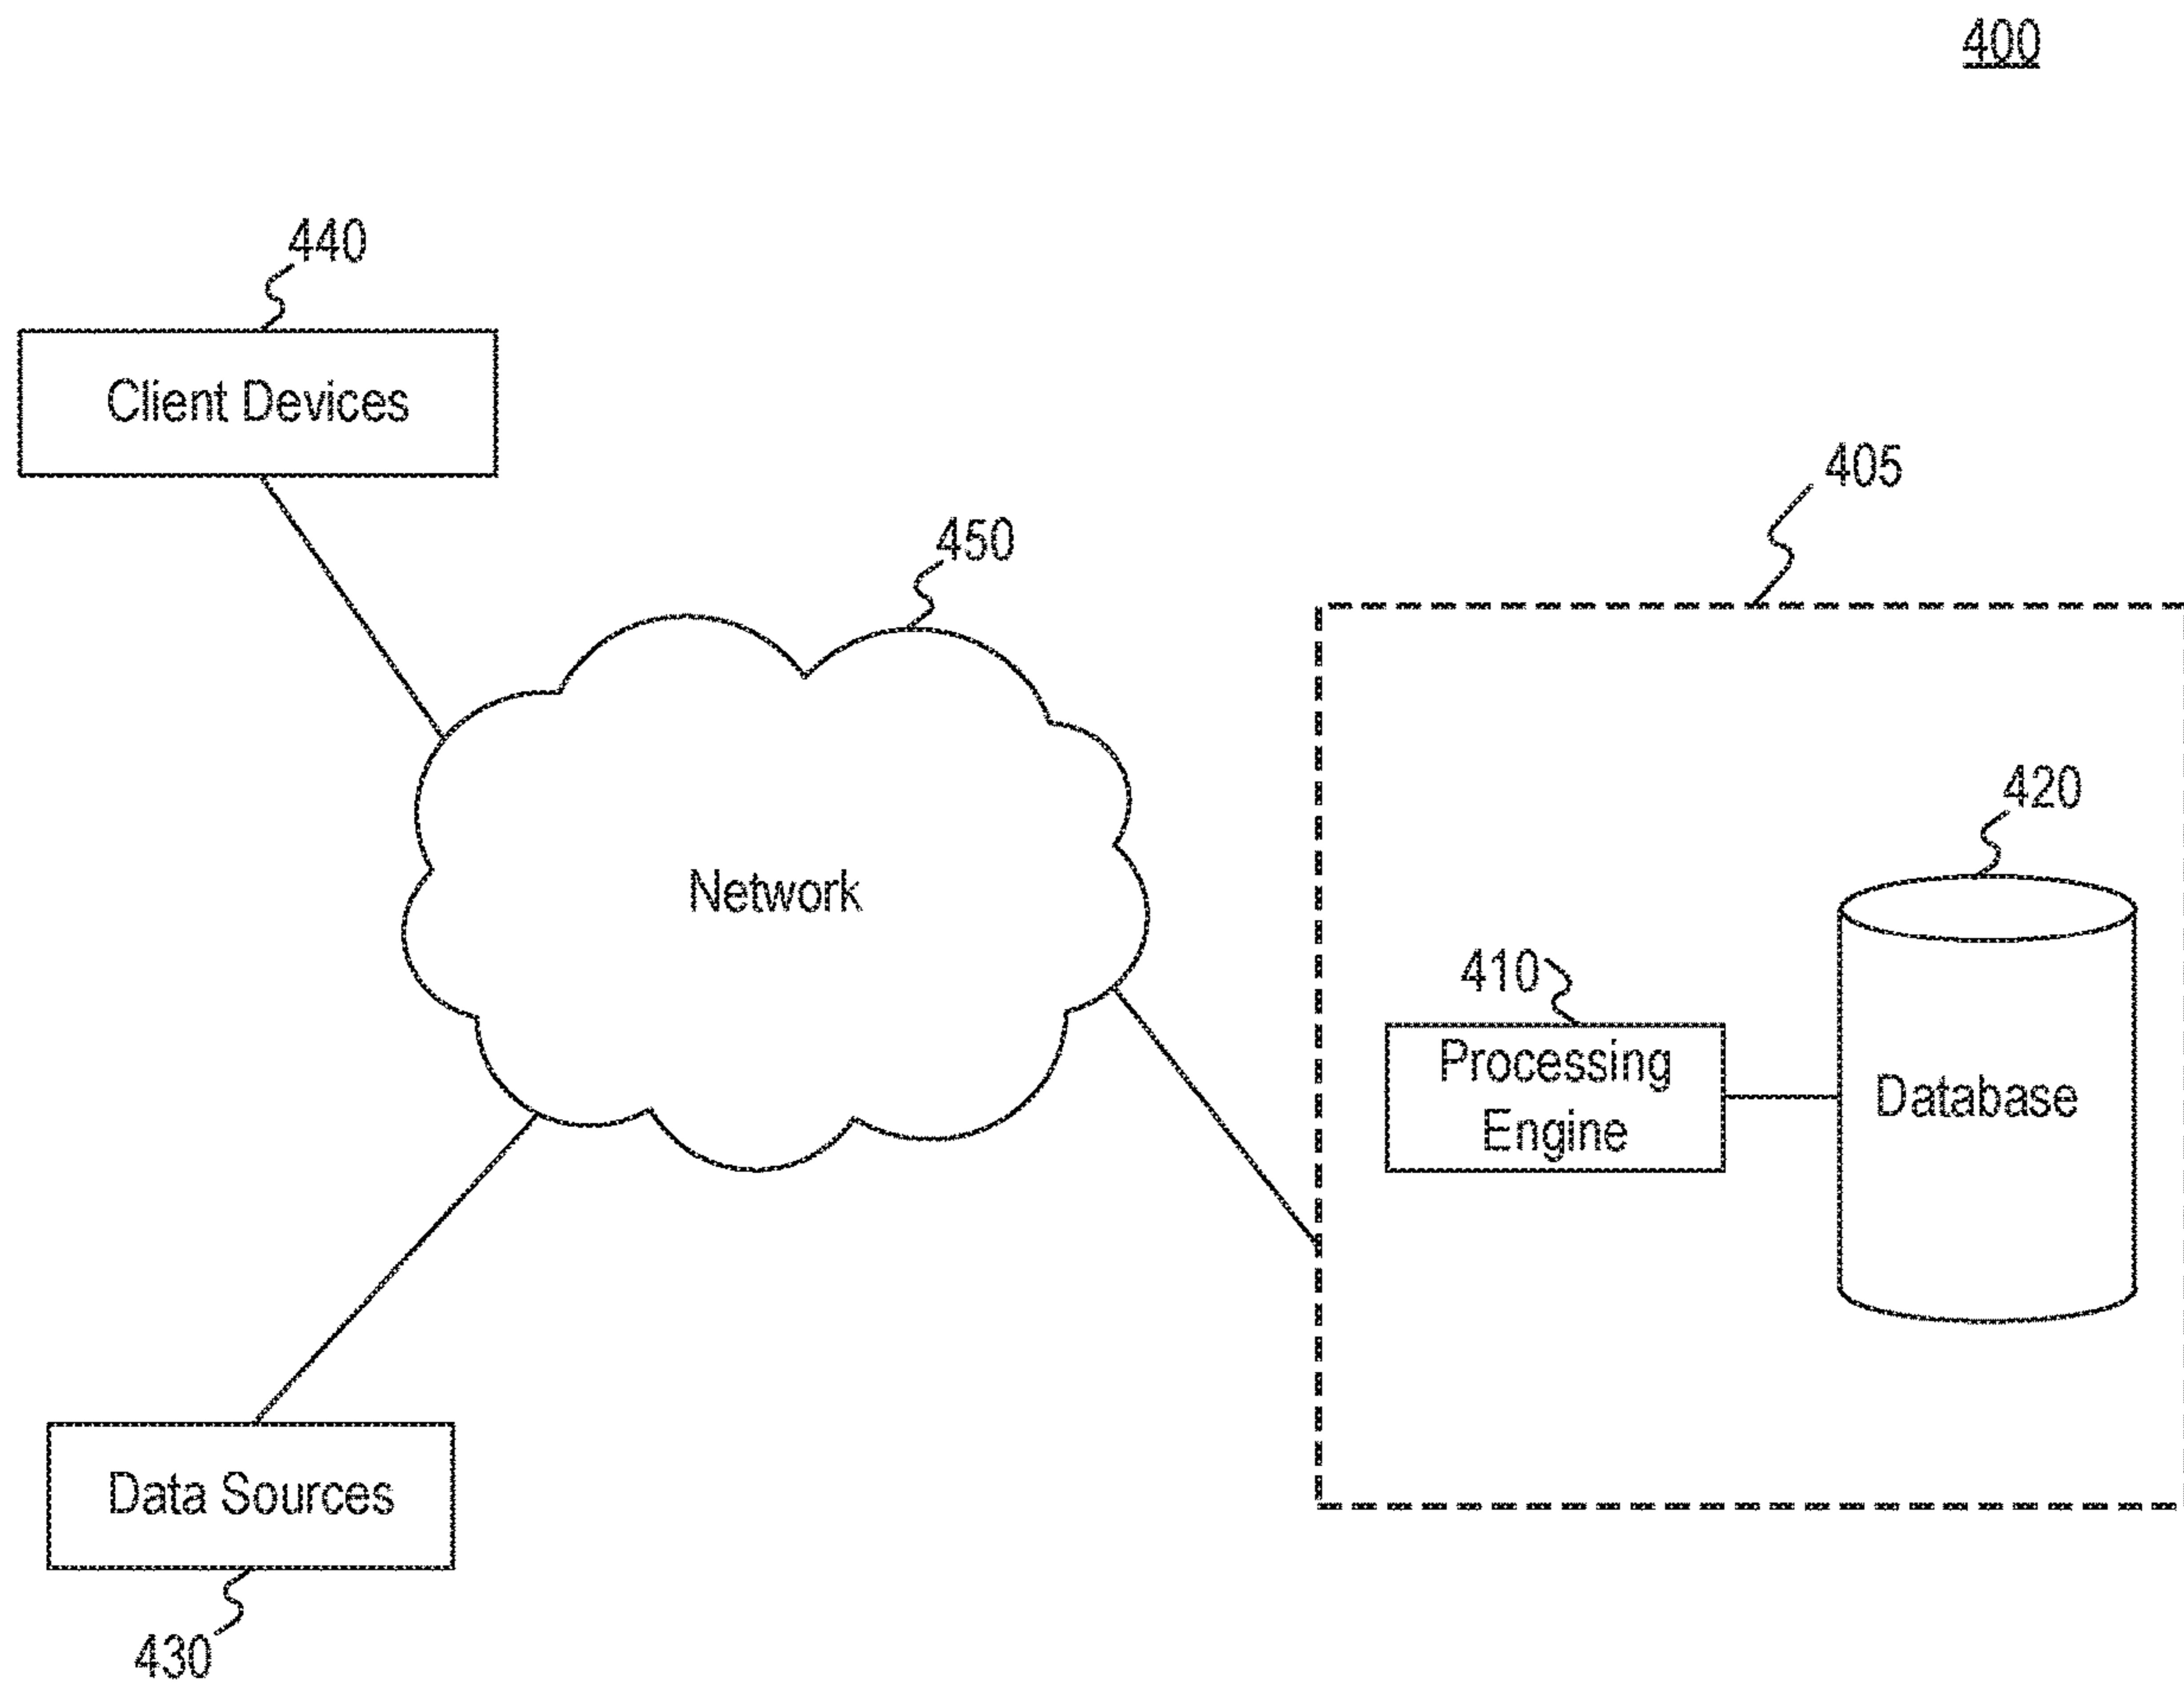 400
440
Client Devices
405
450
420
Network
410
Processing
Engine
Database
Data Sources
430